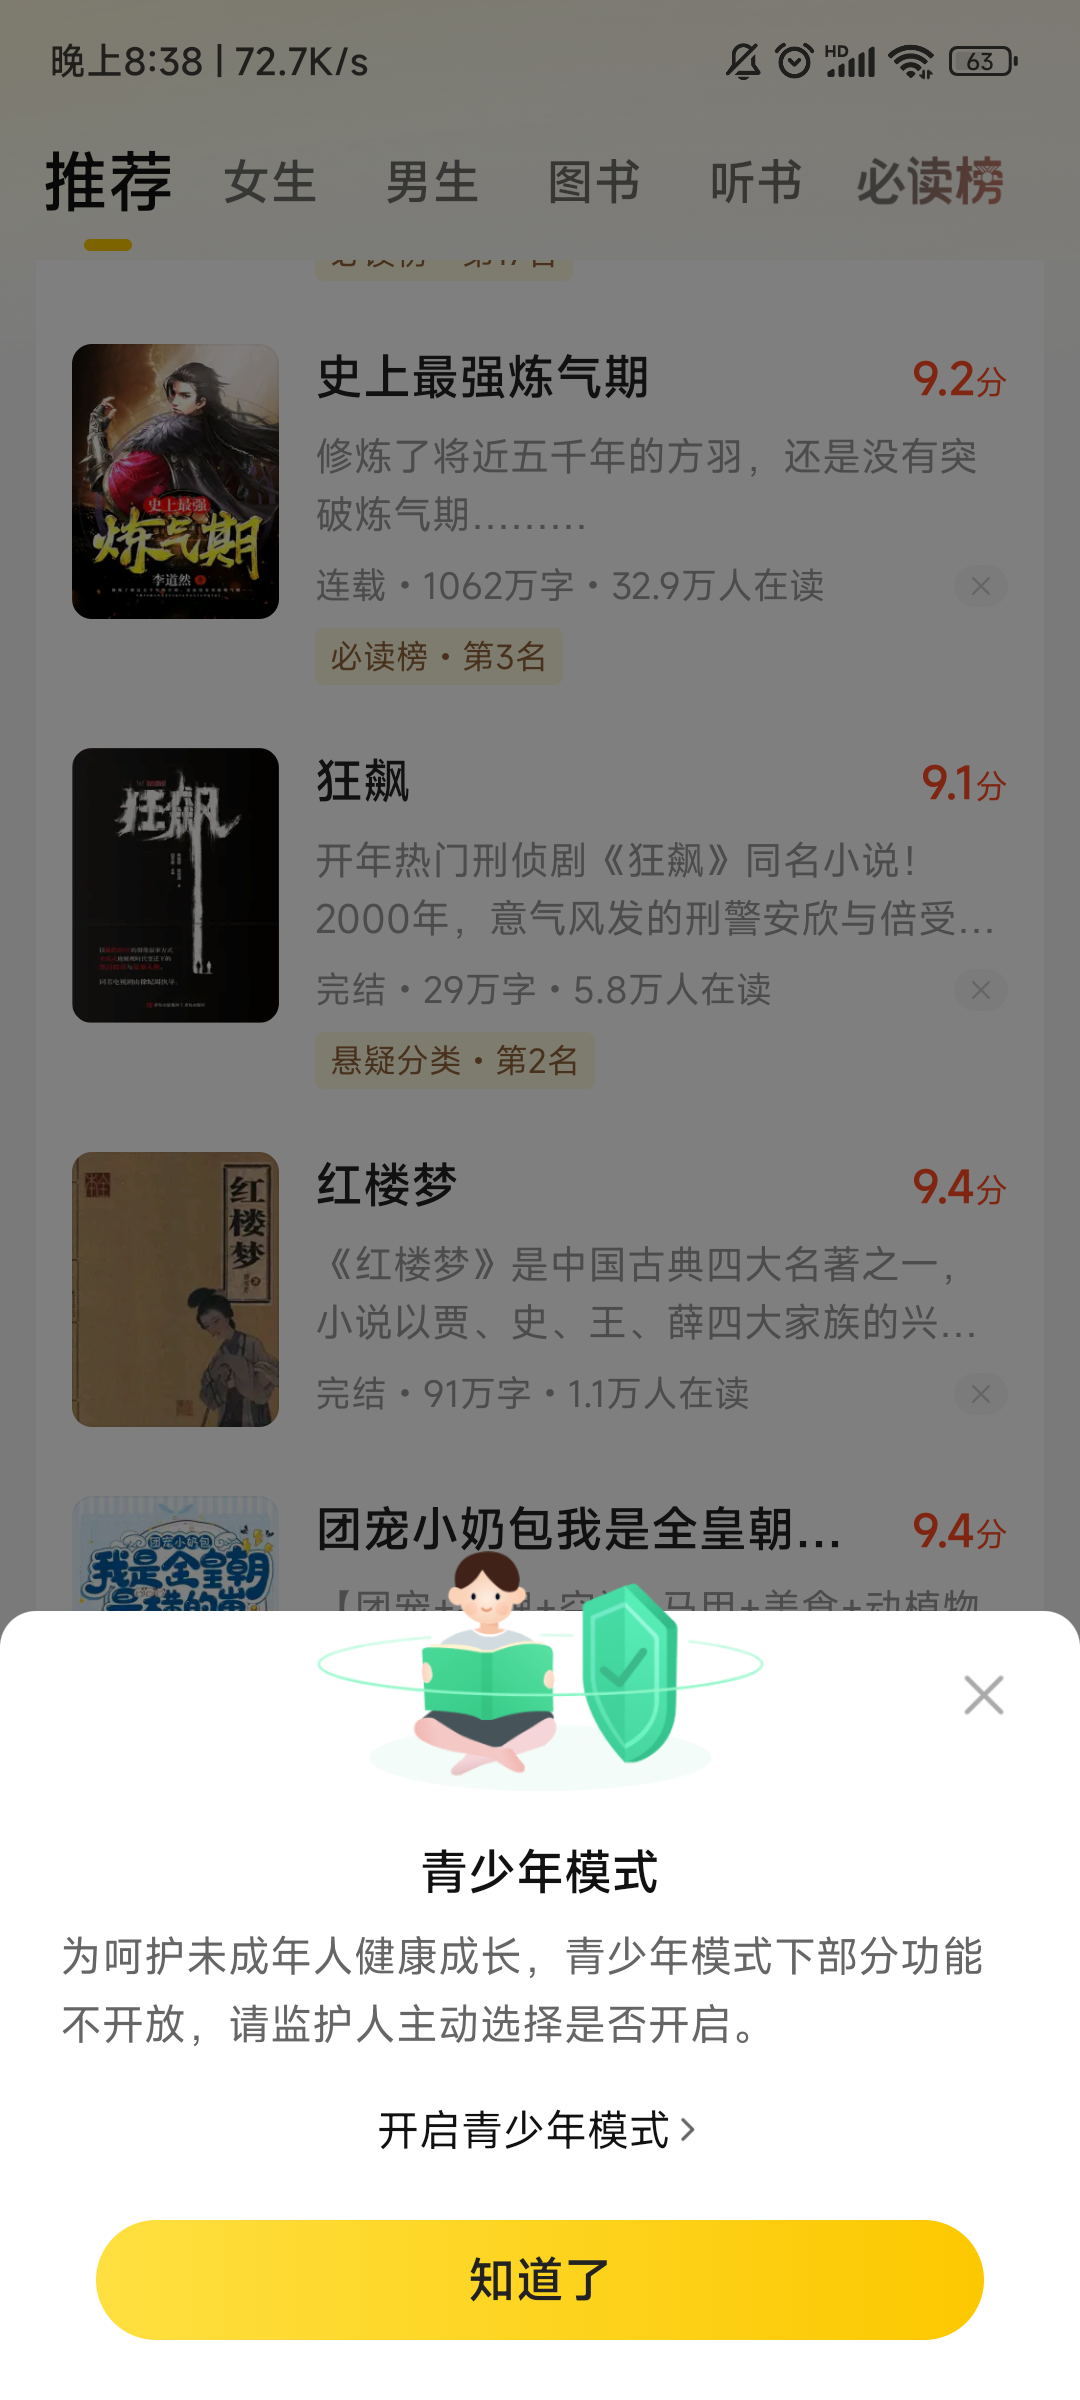 晚上8:38 | 72.7K/s
HD
63
推荐 女生 男生 图书 听书 必读榜
史上最强炼气期 9.2分
修炼了将近五千年的方羽，还是没有突
破炼气期………
连载・1062万字・32.9万人在读
必读榜・第3名
史上最强
炼气期
李道然
狂飙 9.1分
开年热门刑侦剧《狂飙》同名小说！
2000年，意气风发的刑警安欣与倍受...
完结・29万字・5.8万人在读
悬疑分类・第2名
狂飙
红楼梦 9.4分
《红楼梦》是中国古典四大名著之一，
小说以贾、史、王、薛四大家族的兴...
完结・91万字・1.1万人在读
红楼梦
团宠小奶包我是全皇朝... 9.4分
团宠小奶包
我是全皇朝
青少年模式
为呵护未成年人健康成长，青少年模式下部分功能
不开放，请监护人主动选择是否开启。
开启青少年模式
知道了